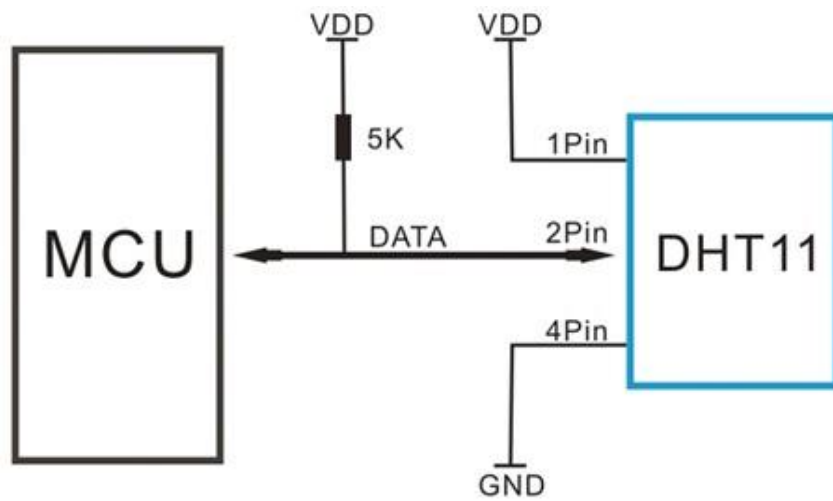 VDD
VDD
5K
1Pin
MCU
DATA
2Pin
DHT11
4Pin
GND